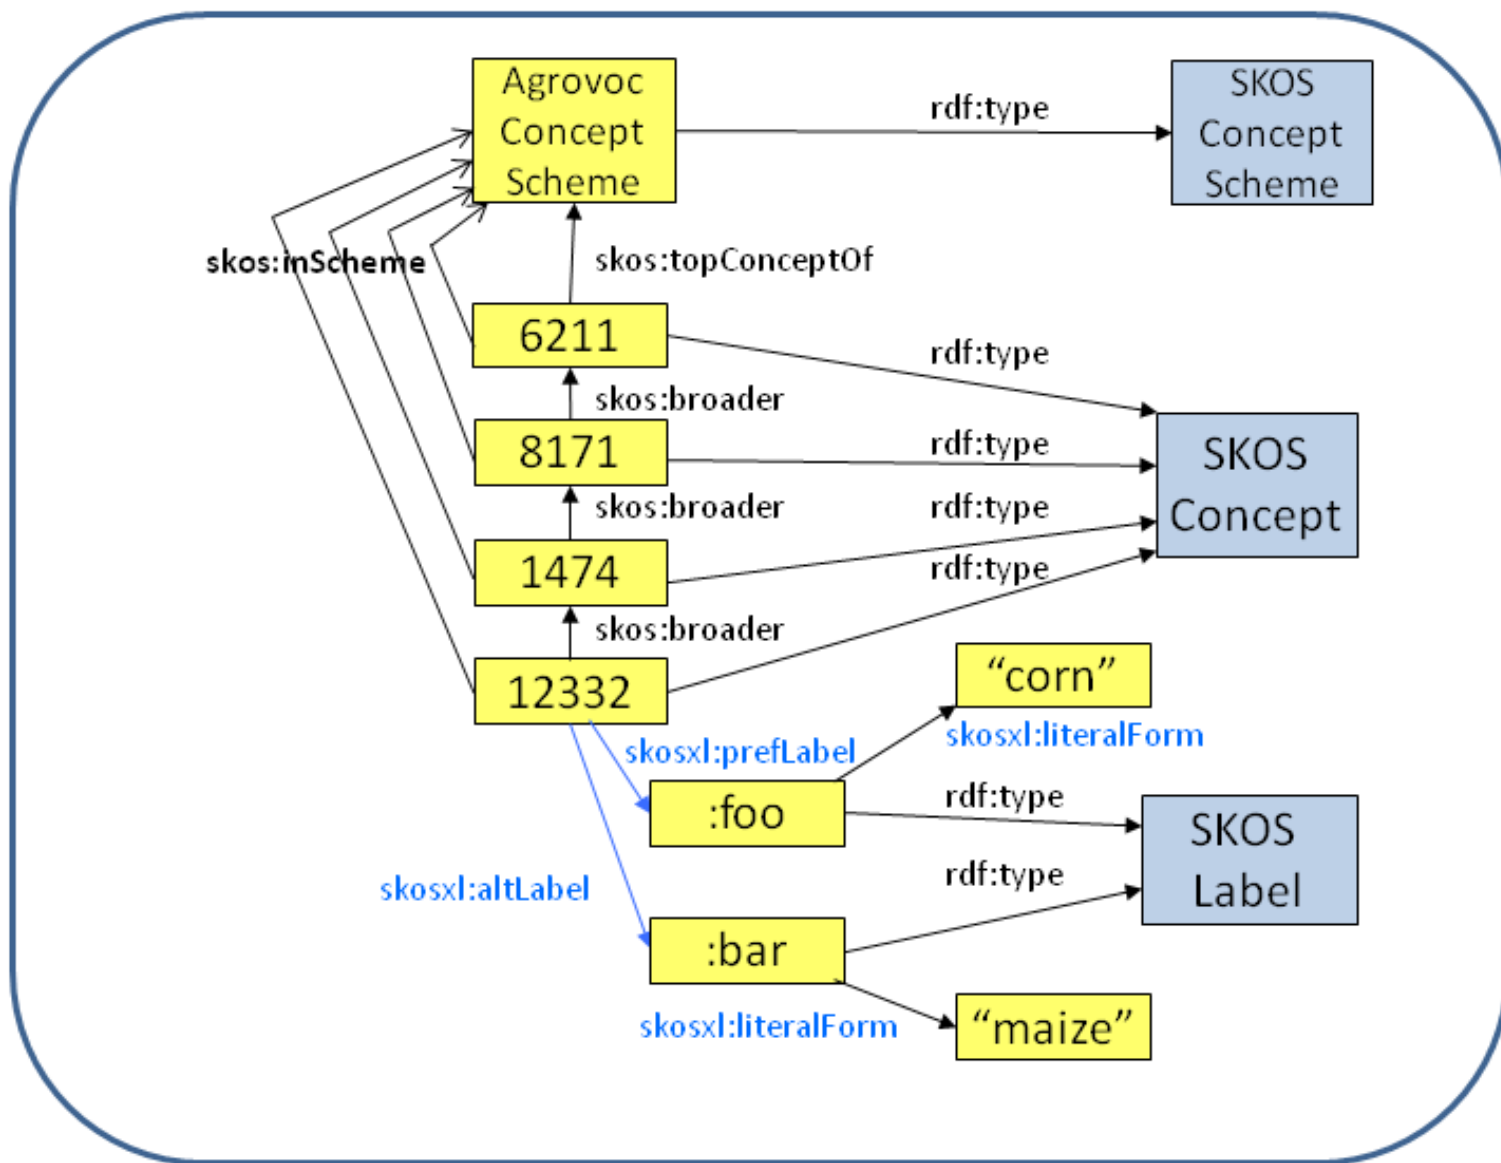 Agrovoc
Concept
Scheme
rdf:type
SKOS
Concept
Scheme
skos:inScheme
skos:topConceptOf
6211
rdf:type
skos:broader
8171
rdf:type
SKOS
Concept
skos:broader
rdf:type
1474
rdf:type
skos:broader
12332
“corn”
skosxl:prefLabel
skosxl:literalForm
:foo
rdf:type
SKOS
Label
skosxl:altLabel
rdf:type
:bar
skosxl:literalForm
“maize”